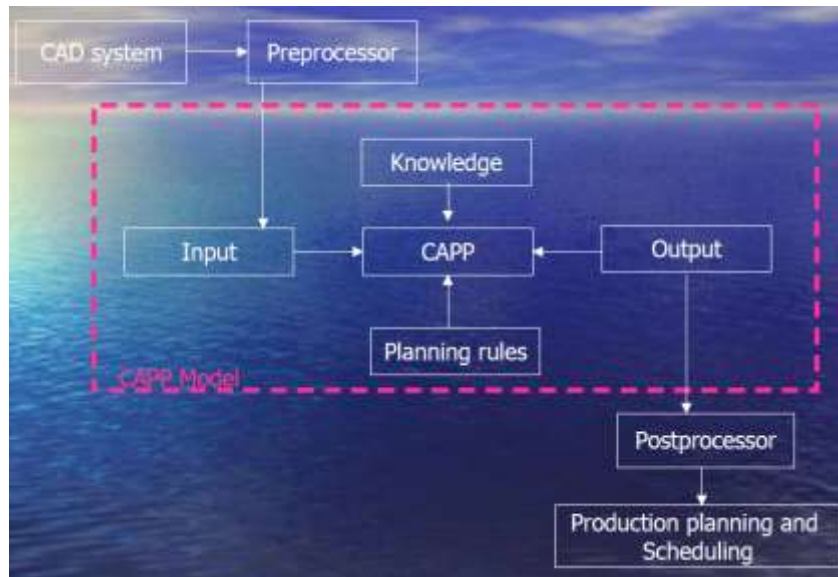 CAD system
Preprocessor
Knowledge
Input
CAPP
Output
Planning rules
CAPP Model
Postprocessor
Production planning and
Scheduling